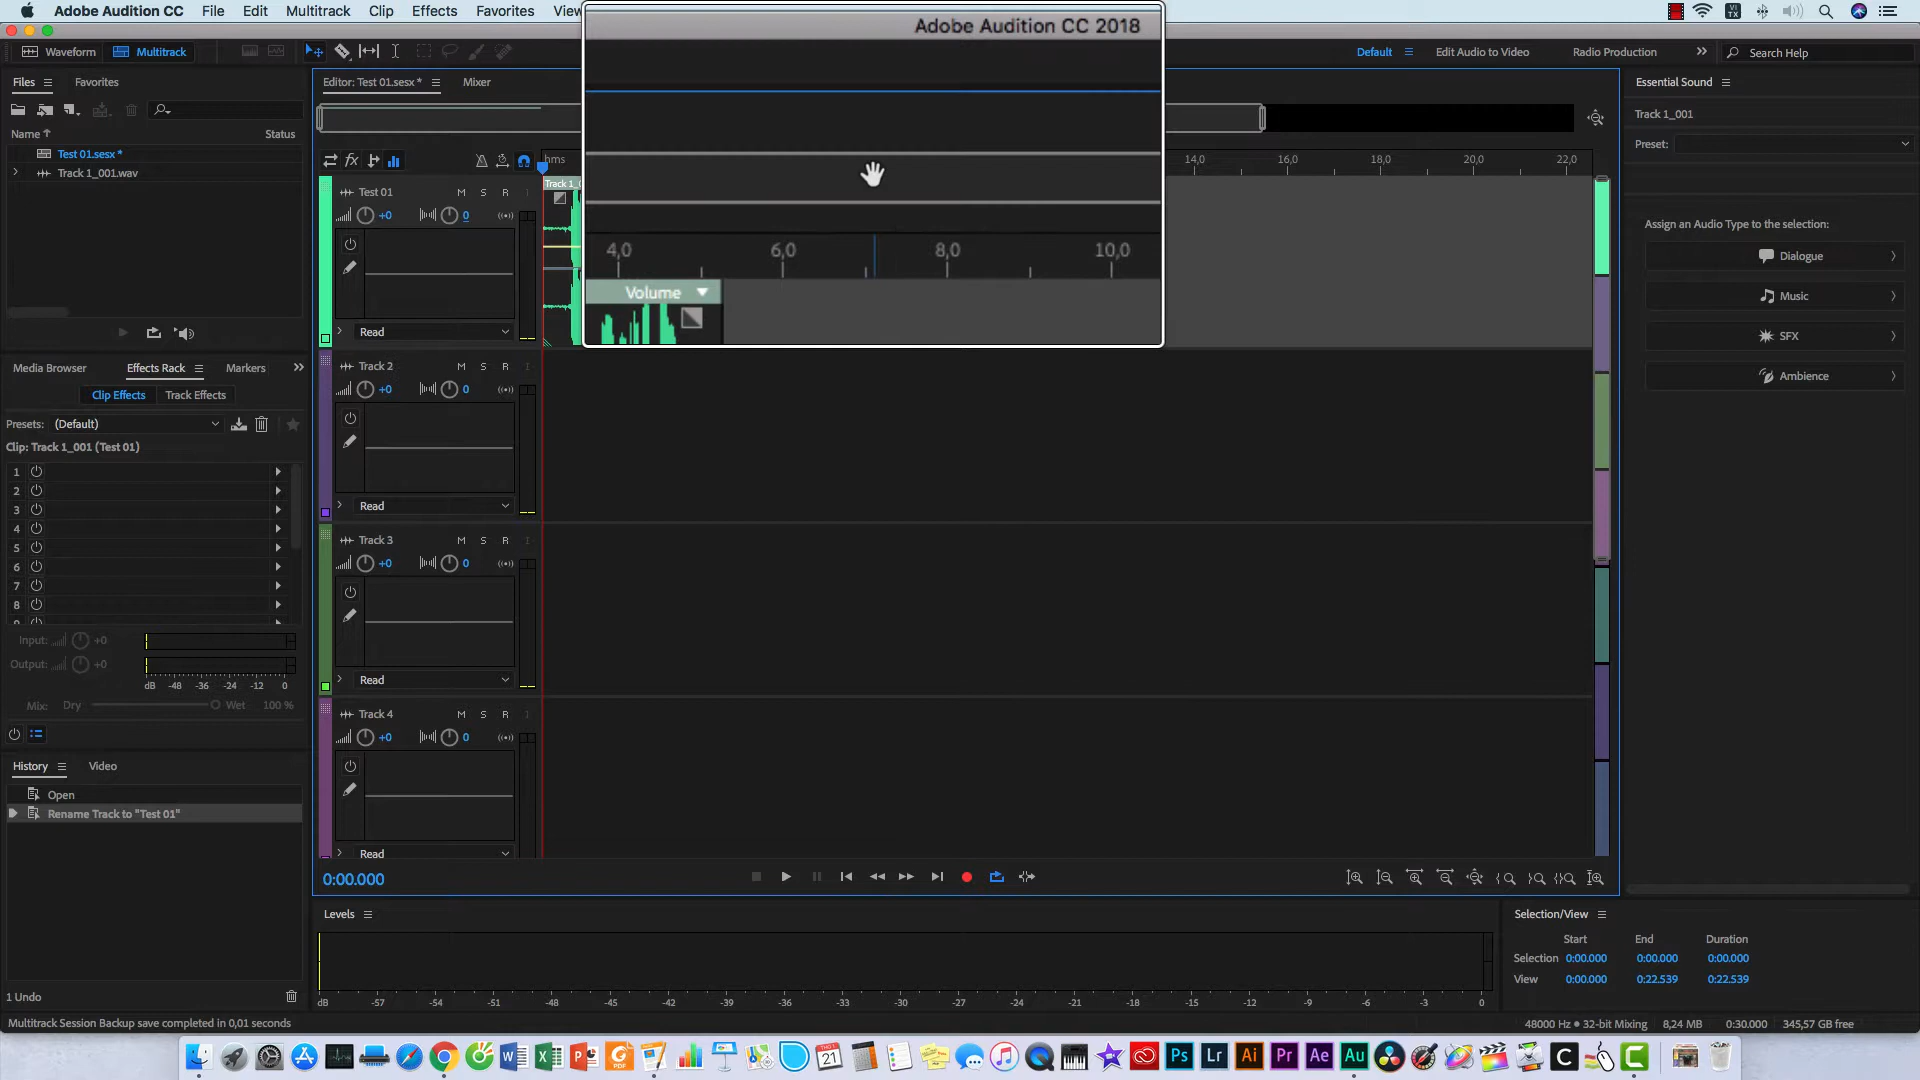 Adobe Audition CC File Edit Multitrack Clip Effects Favorites View
Adobe Audition CC 2018
Waveform Multitrack
Default Edit Audio to Video Radio Production Search Help
Files Favorites
Name Status
Test 01.sesx *
Track 1_001.wav
Editor: Test 01.sesx * Mixer
hms 14,0 16,0 18,0 20,0 22,0
4,0 6,0 8,0 10,0
Volume
Test 01 M S R I
+0 0
Read
Track 2 M S R I
+0 0
Read
Track 3 M S R I
+0 0
Read
Track 4 M S R I
+0 0
Read
0:00.000
Media Browser Effects Rack Markers
Clip Effects Track Effects
Presets: (Default)
Clip: Track 1_001 (Test 01)
1
2
3
4
5
6
7
8
Input: +0
Output: +0
dB -48 -36 -24 -12 0
Mix: Dry Wet 100 %
History Video
Open
Rename Track to "Test 01"
1 Undo
Multitrack Session Backup save completed in 0,01 seconds
Levels
dB -57 -54 -51 -48 -45 -42 -39 -36 -33 -30 -27 -24 -21 -18 -15 -12 -9 -6 -3 0
Essential Sound
Track 1_001
Preset:
Assign an Audio Type to the selection:
Dialogue
Music
SFX
Ambience
Selection/View
Start End Duration
Selection 0:00.000 0:00.000 0:00.000
View 0:00.000 0:22.539 0:22.539
48000 Hz • 32-bit Mixing 8,24 MB 0:30.000 345,57 GB free
21
Ps Lr Ai Pr Ae Au